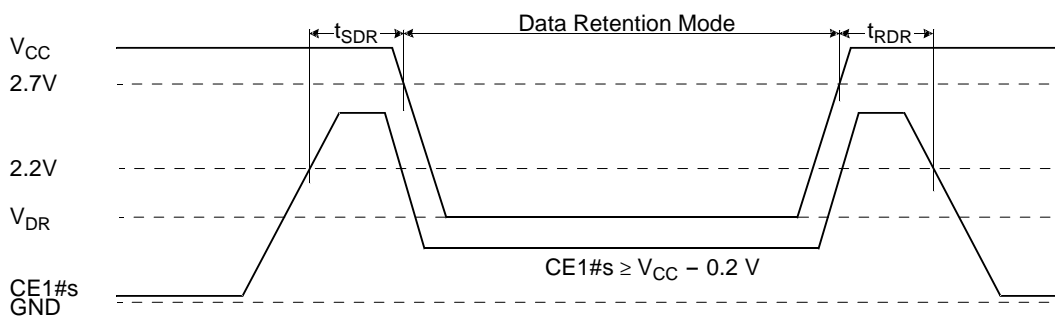 Data Retention Mode
tSDR
tRDR
VCC
2.7V
2.2V
VDR
CE1#s ≥ VCC − 0.2 V
CE1#s
GND